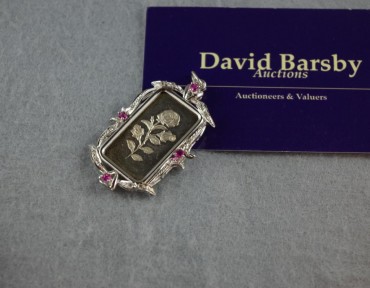 David Barsby
Auctions
Auctioneers & Valuers